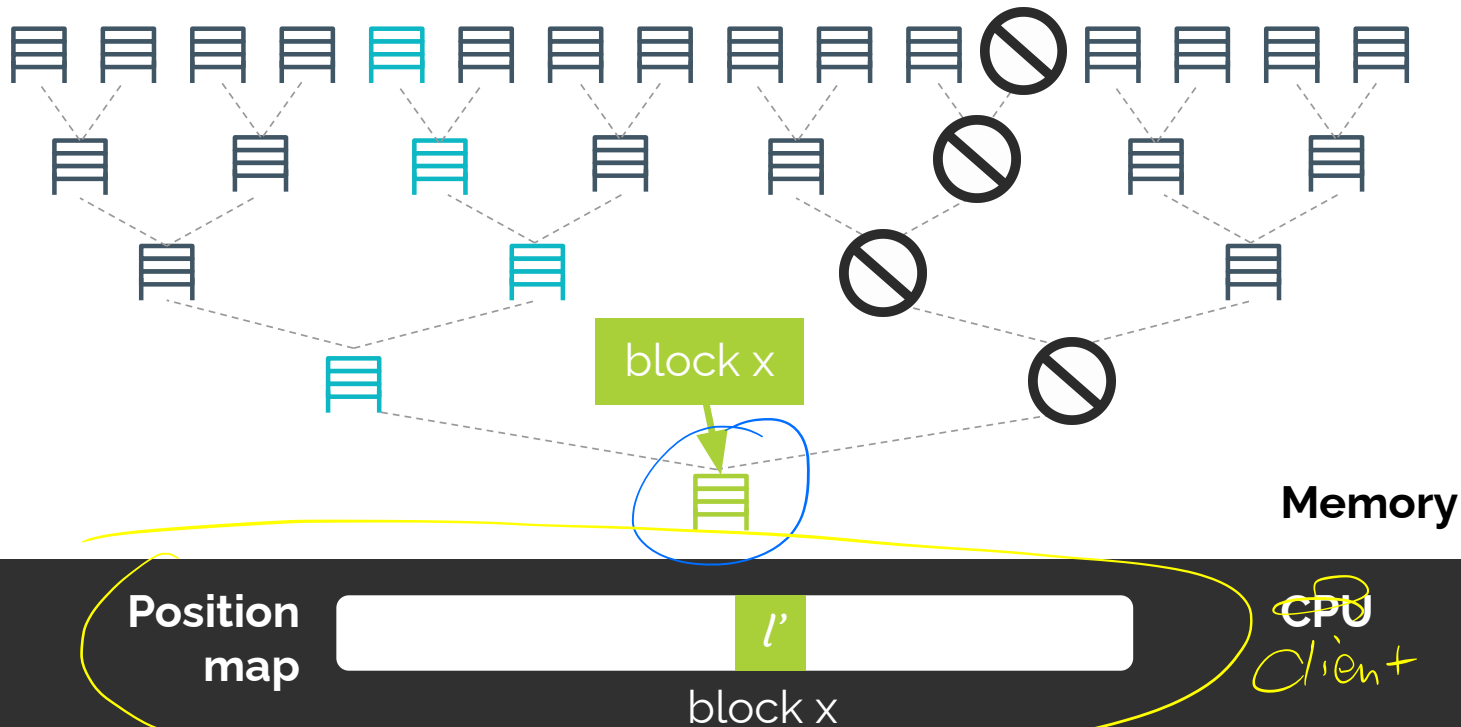 block x
Memory
Position
map
l’
CPU
Client
block x